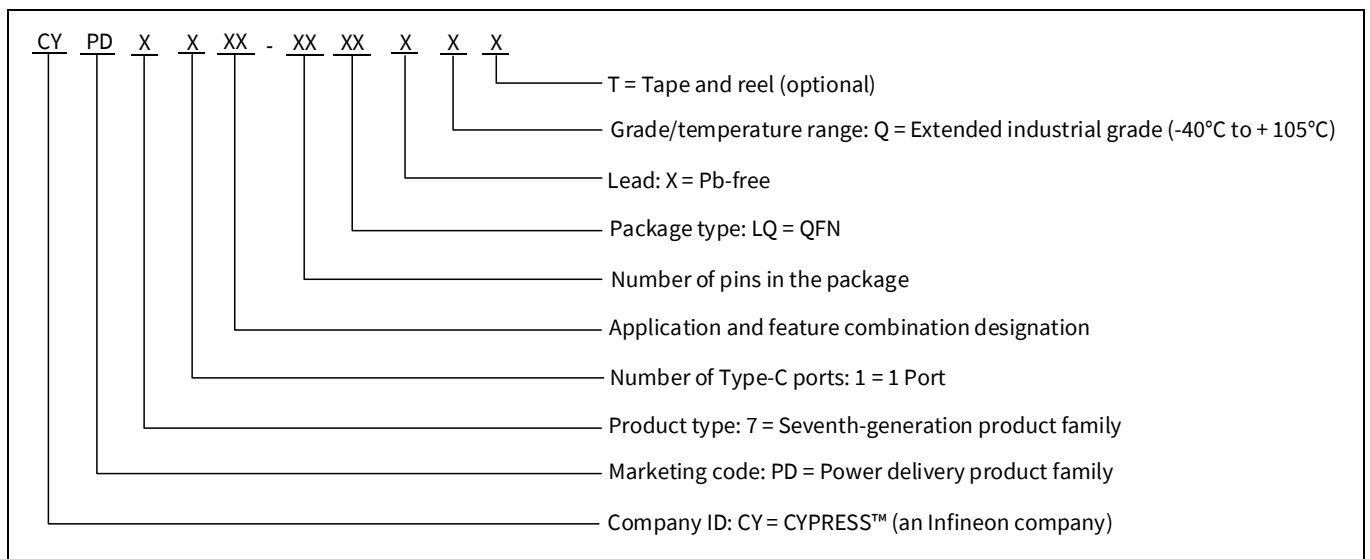 CY PD X X XX - XX XX X X X
T = Tape and reel (optional)
Grade/temperature range: Q = Extended industrial grade (-40°C to + 105°C)
Lead: X = Pb-free
Package type: LQ = QFN
Number of pins in the package
Application and feature combination designation
Number of Type-C ports: 1 = 1 Port
Product type: 7 = Seventh-generation product family
Marketing code: PD = Power delivery product family
Company ID: CY = CYPRESS™ (an Infineon company)